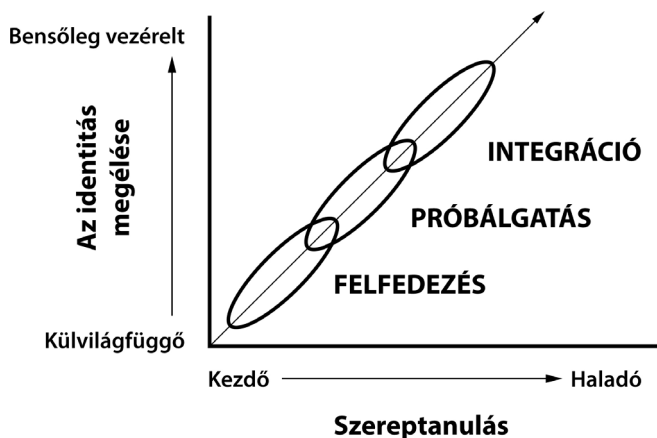 Bensőleg vezérelt
Az identitás
megélése
Külvilágfüggő
INTEGRÁCIÓ
PRÓBÁLGATÁS
FELFEDEZÉS
Kezdő
Haladó
Szereptanulás